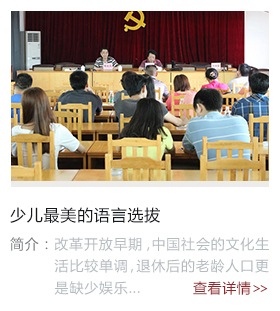 少儿最美的语言选拔
简介：改革开放早期,中国社会的文化生
活比较单调,退休后的老龄人口更
是缺少娱乐...
查看详情>>